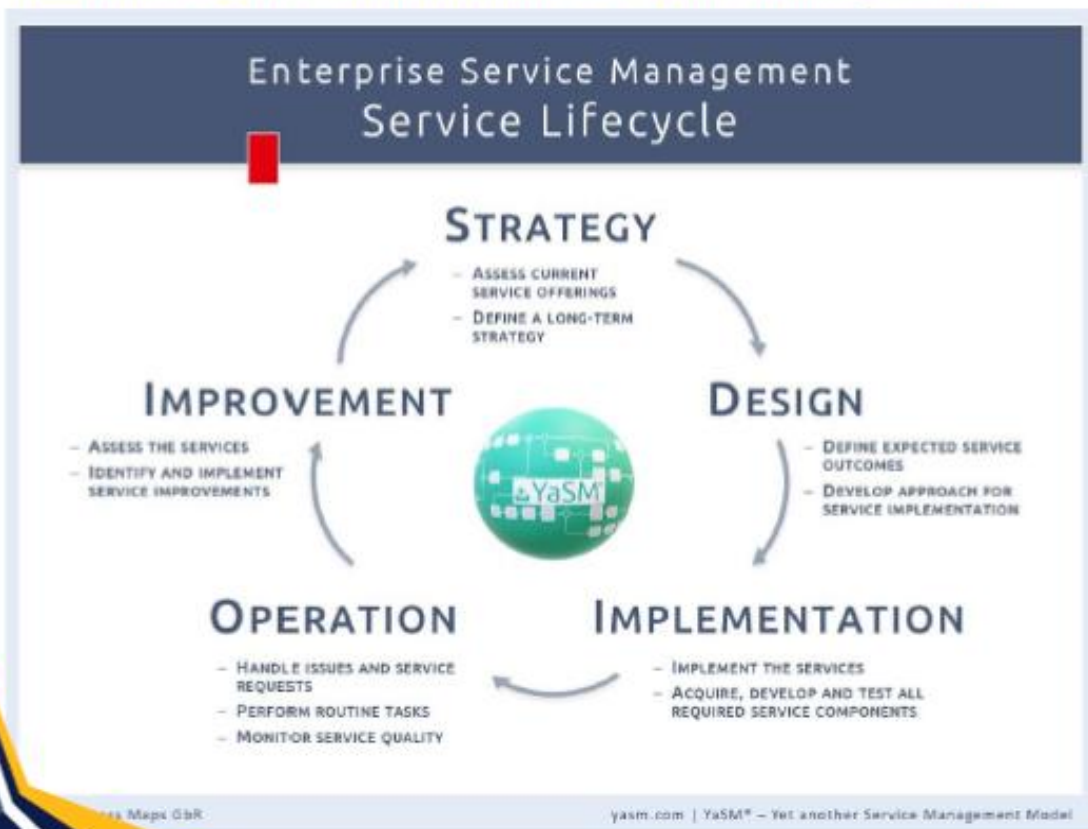 Enterprise Service Management
Service Lifecycle
STRATEGY
– ASSESS CURRENT
SERVICE OFFERINGS
– DEFINE A LONG-TERM
STRATEGY
IMPROVEMENT
– ASSESS THE SERVICES
– IDENTIFY AND IMPLEMENT
SERVICE IMPROVEMENTS
DESIGN
– DEFINE EXPECTED SERVICE
OUTCOMES
– DEVELOP APPROACH FOR
SERVICE IMPLEMENTATION
YaSM
OPERATION
– HANDLE ISSUES AND SERVICE
REQUESTS
– PERFORM ROUTINE TASKS
– MONITOR SERVICE QUALITY
IMPLEMENTATION
– IMPLEMENT THE SERVICES
– ACQUIRE, DEVELOP AND TEST ALL
REQUIRED SERVICE COMPONENTS
Maps GbR
yasm.com | YaSM® – Yet another Service Management Model